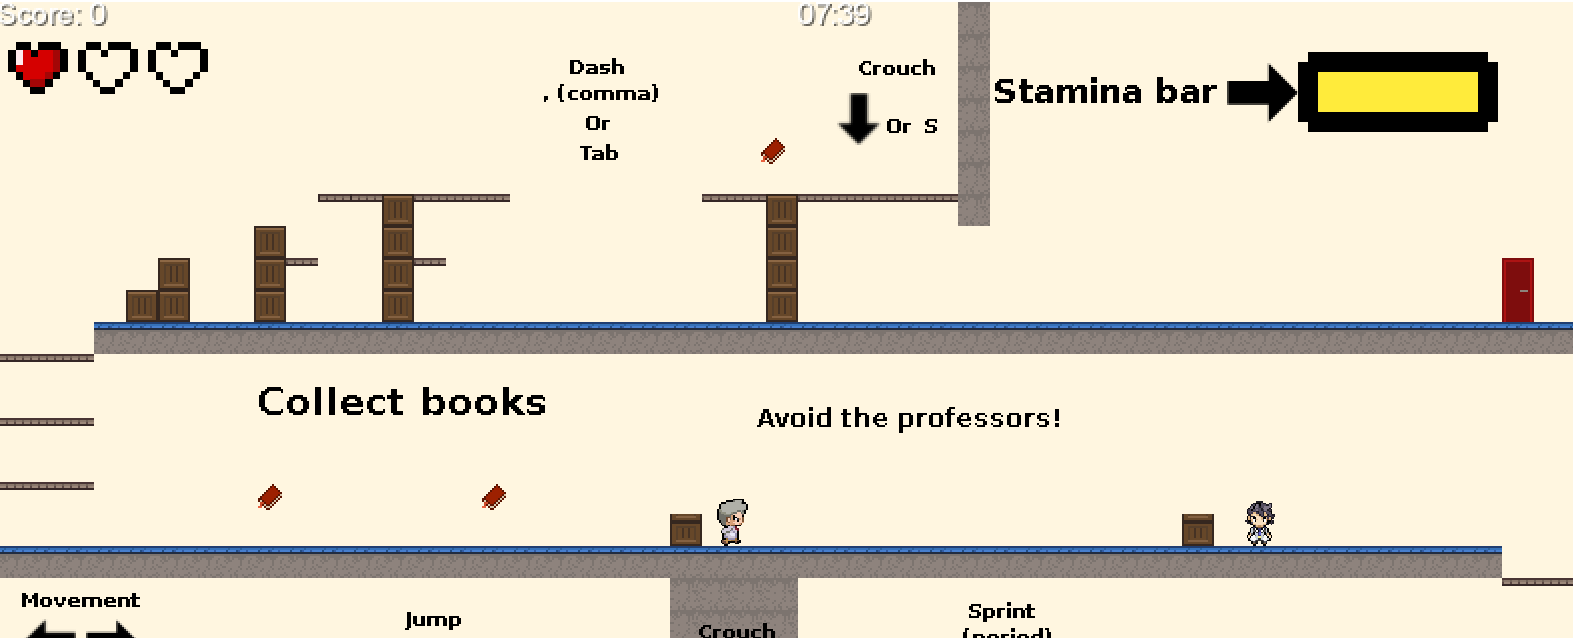 Score: 0
07:39
Dash
, (comma)
Or
Tab
Crouch
Or S
Stamina bar
Collect books
Avoid the professors!
Movement
Jump
Crouch
Sprint
(period)